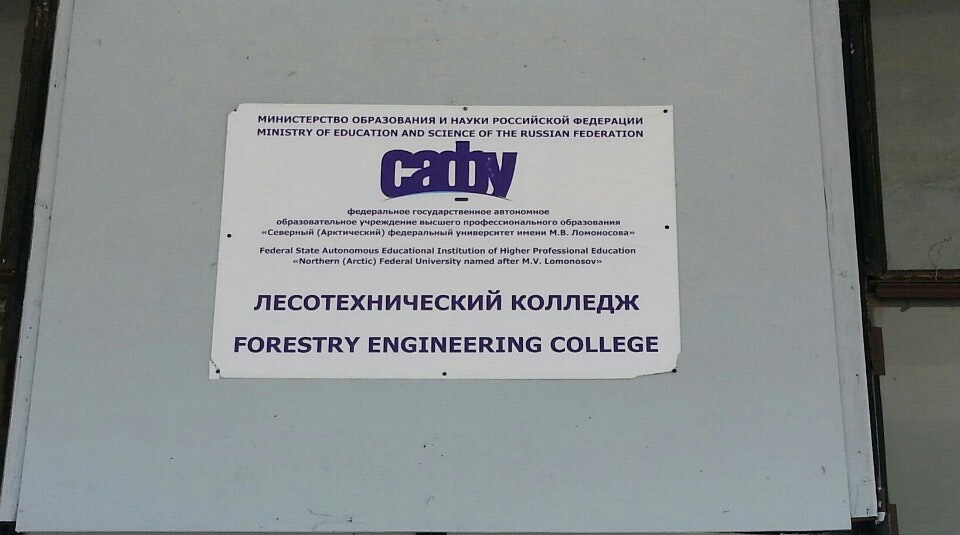 МИНИСТЕРСТВО ОБРАЗОВАНИЯ И НАУКИ РОССИЙСКОЙ ФЕДЕРАЦИИ
MINISTRY OF EDUCATION AND SCIENCE OF THE RUSSIAN FEDERATION
сафу
федеральное государственное автономное
образовательное учреждение высшего профессионального образования
«Северный (Арктический) федеральный университет имени М.В. Ломоносова»
Federal State Autonomous Educational Institution of Higher Professional Education
«Northern (Arctic) Federal University named after M.V. Lomonosov»
ЛЕСОТЕХНИЧЕСКИЙ КОЛЛЕДЖ
FORESTRY ENGINEERING COLLEGE